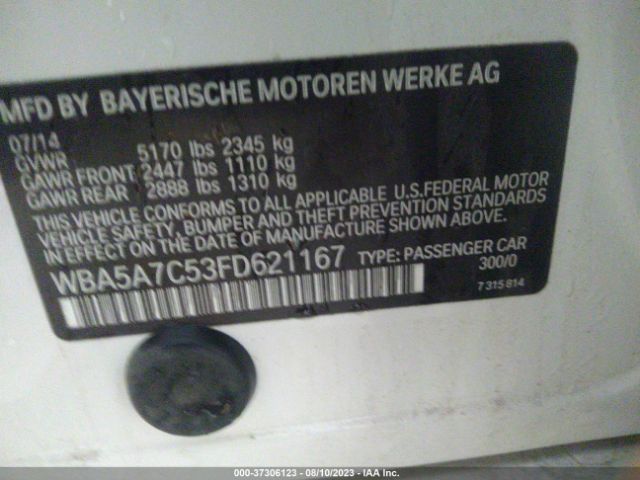 MFD BY BAYERISCHE MOTOREN WERKE AG
07/14
GVWR 5170 lbs 2345 kg
GAWR FRONT 2447 lbs 1110 kg
GAWR REAR 2888 lbs 1310 kg
THIS VEHICLE CONFORMS TO ALL APPLICABLE U.S.FEDERAL MOTOR
VEHICLE SAFETY, BUMPER AND THEFT PREVENTION STANDARDS
IN EFFECT ON THE DATE OF MANUFACTURE SHOWN ABOVE.
WBA5A7C53FD621167 TYPE: PASSENGER CAR
300/0
7 315 814
000-37306123 - 08/10/2023 - IAA Inc.